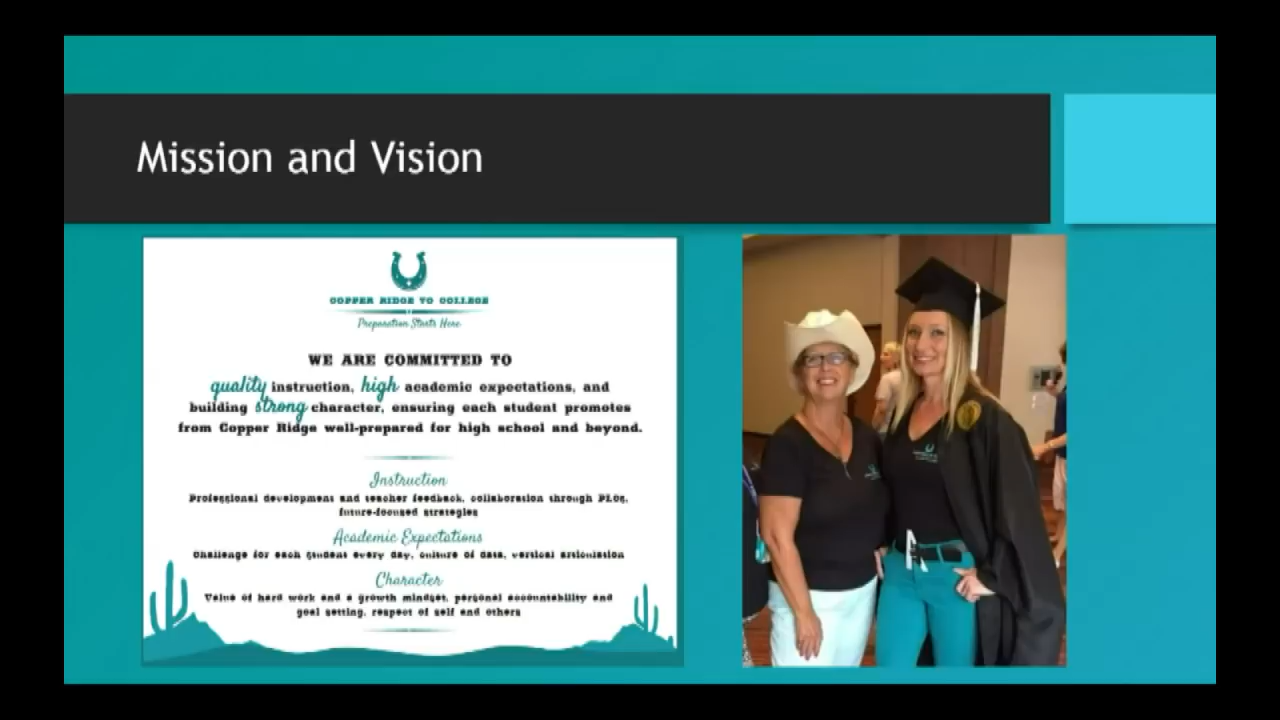 Mission and Vision
COPPER RIDGE TO COLLEGE
Preparation Starts Here
WE ARE COMMITTED TO
quality instruction, high academic expectations, and
building strong character, ensuring each student promotes
from Copper Ridge well-prepared for high school and beyond.
Instruction
Professional development and teacher feedback, collaboration through PLCs,
future-focused strategies
Academic Expectations
Challenge for each student every day, culture of data, vertical articulation
Character
Value of hard work and a growth mindset, personal accountability and
goal setting, respect of self and others